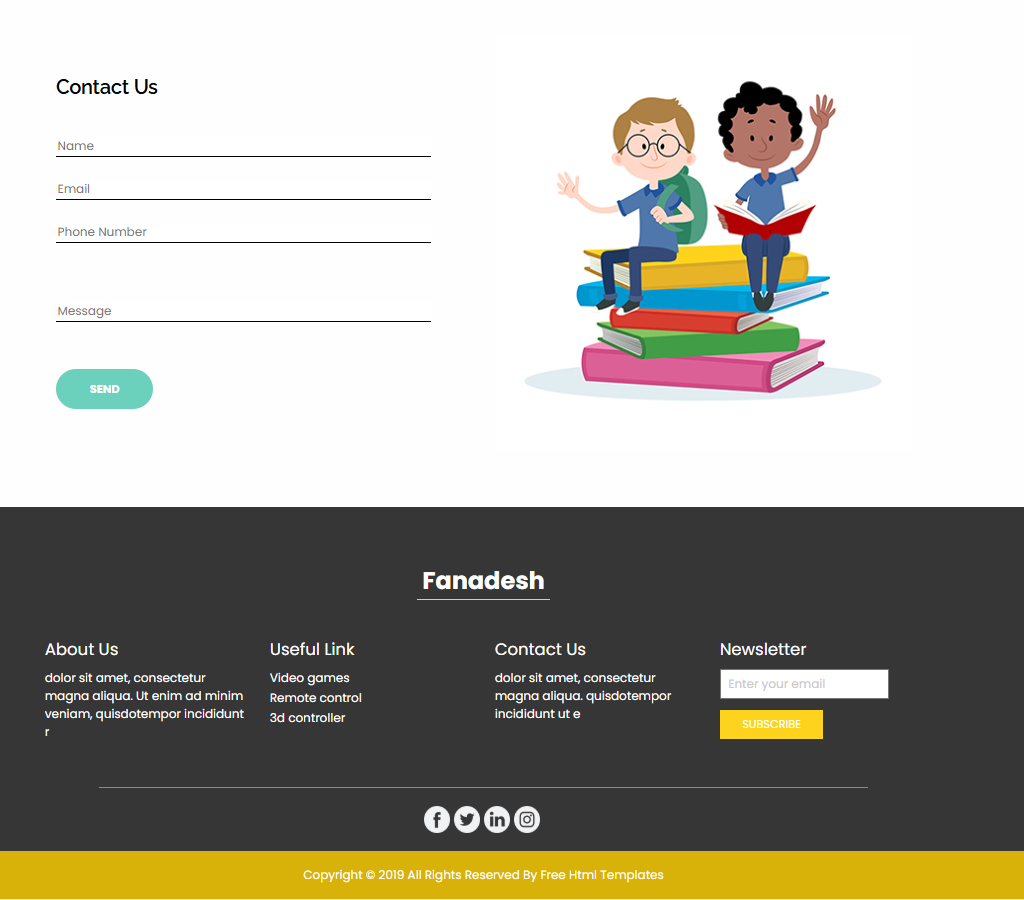 Contact Us
Name
Email
Phone Number
Message
SEND
Fanadesh
About Us
dolor sit amet, consectetur
magna aliqua. Ut enim ad minim
veniam, quisdotempor incididunt
r
Useful Link
Video games
Remote control
3d controller
Contact Us
dolor sit amet, consectetur
magna aliqua. quisdotempor
incididunt ut e
Newsletter
Enter your email
SUBSCRIBE
Copyright © 2019 All Rights Reserved By Free Html Templates